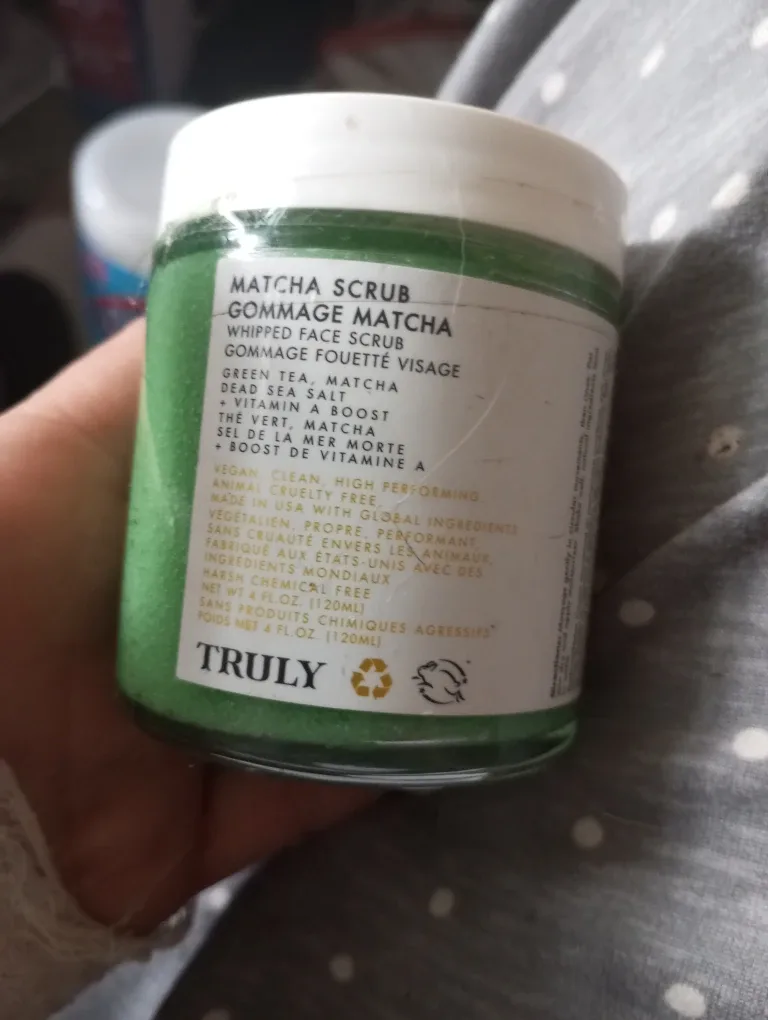 MATCHA SCRUB
GOMMAGE MATCHA
WHIPPED FACE SCRUB
GOMMAGE FOUETTÉ VISAGE
GREEN TEA, MATCHA
DEAD SEA SALT
+ VITAMIN A BOOST
THÉ VERT, MATCHA
SEL DE LA MER MORTE
+ BOOST DE VITAMINE A
VEGAN, CLEAN, HIGH PERFORMING
ANIMAL CRUELTY FREE
MADE IN USA WITH GLOBAL INGREDIENTS
VEGÉTALIEN, PROPRE, PERFORMANT,
SANS CRUAUTÉ ENVERS LES ANIMAUX,
FABRIQUÉ AUX ÉTATS-UNIS AVEC DES
INGRÉDIENTS MONDIAUX
HARSH CHEMICAL FREE
NET WT 4 FL.OZ. (120ML)
SANS PRODUITS CHIMIQUES AGRESSIFS
POIDS NET 4 FL.OZ. (120ML)
TRULY